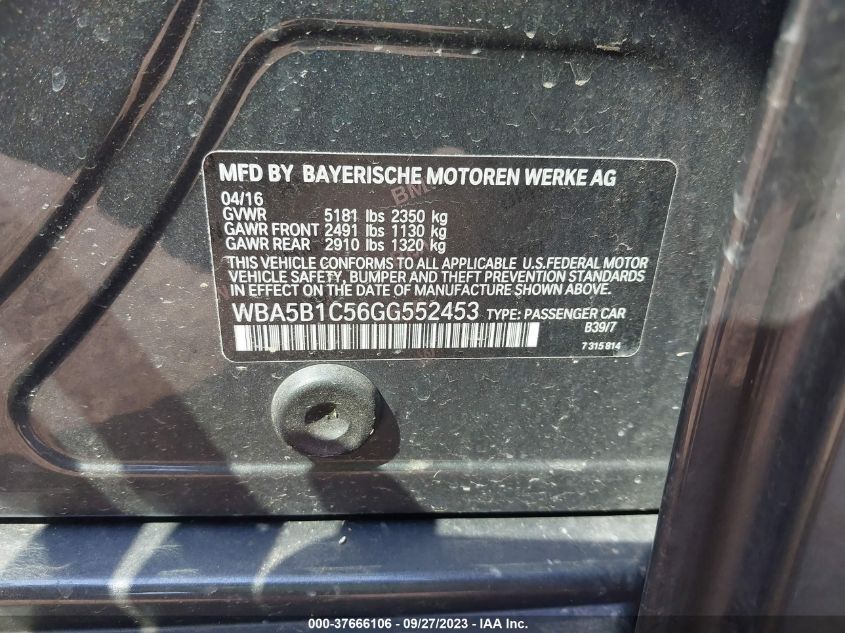 MFD BY BAYERISCHE MOTOREN WERKE AG
04/16
GVWR 5181 lbs 2350 kg
GAWR FRONT 2491 lbs 1130 kg
GAWR REAR 2910 lbs 1320 kg
THIS VEHICLE CONFORMS TO ALL APPLICABLE U.S.FEDERAL MOTOR
VEHICLE SAFETY, BUMPER AND THEFT PREVENTION STANDARDS
IN EFFECT ON THE DATE OF MANUFACTURE SHOWN ABOVE.
WBA5B1C56GG552453 TYPE: PASSENGER CAR
B39/7
7 315 814
000-37666106 - 09/27/2023 - IAA Inc.